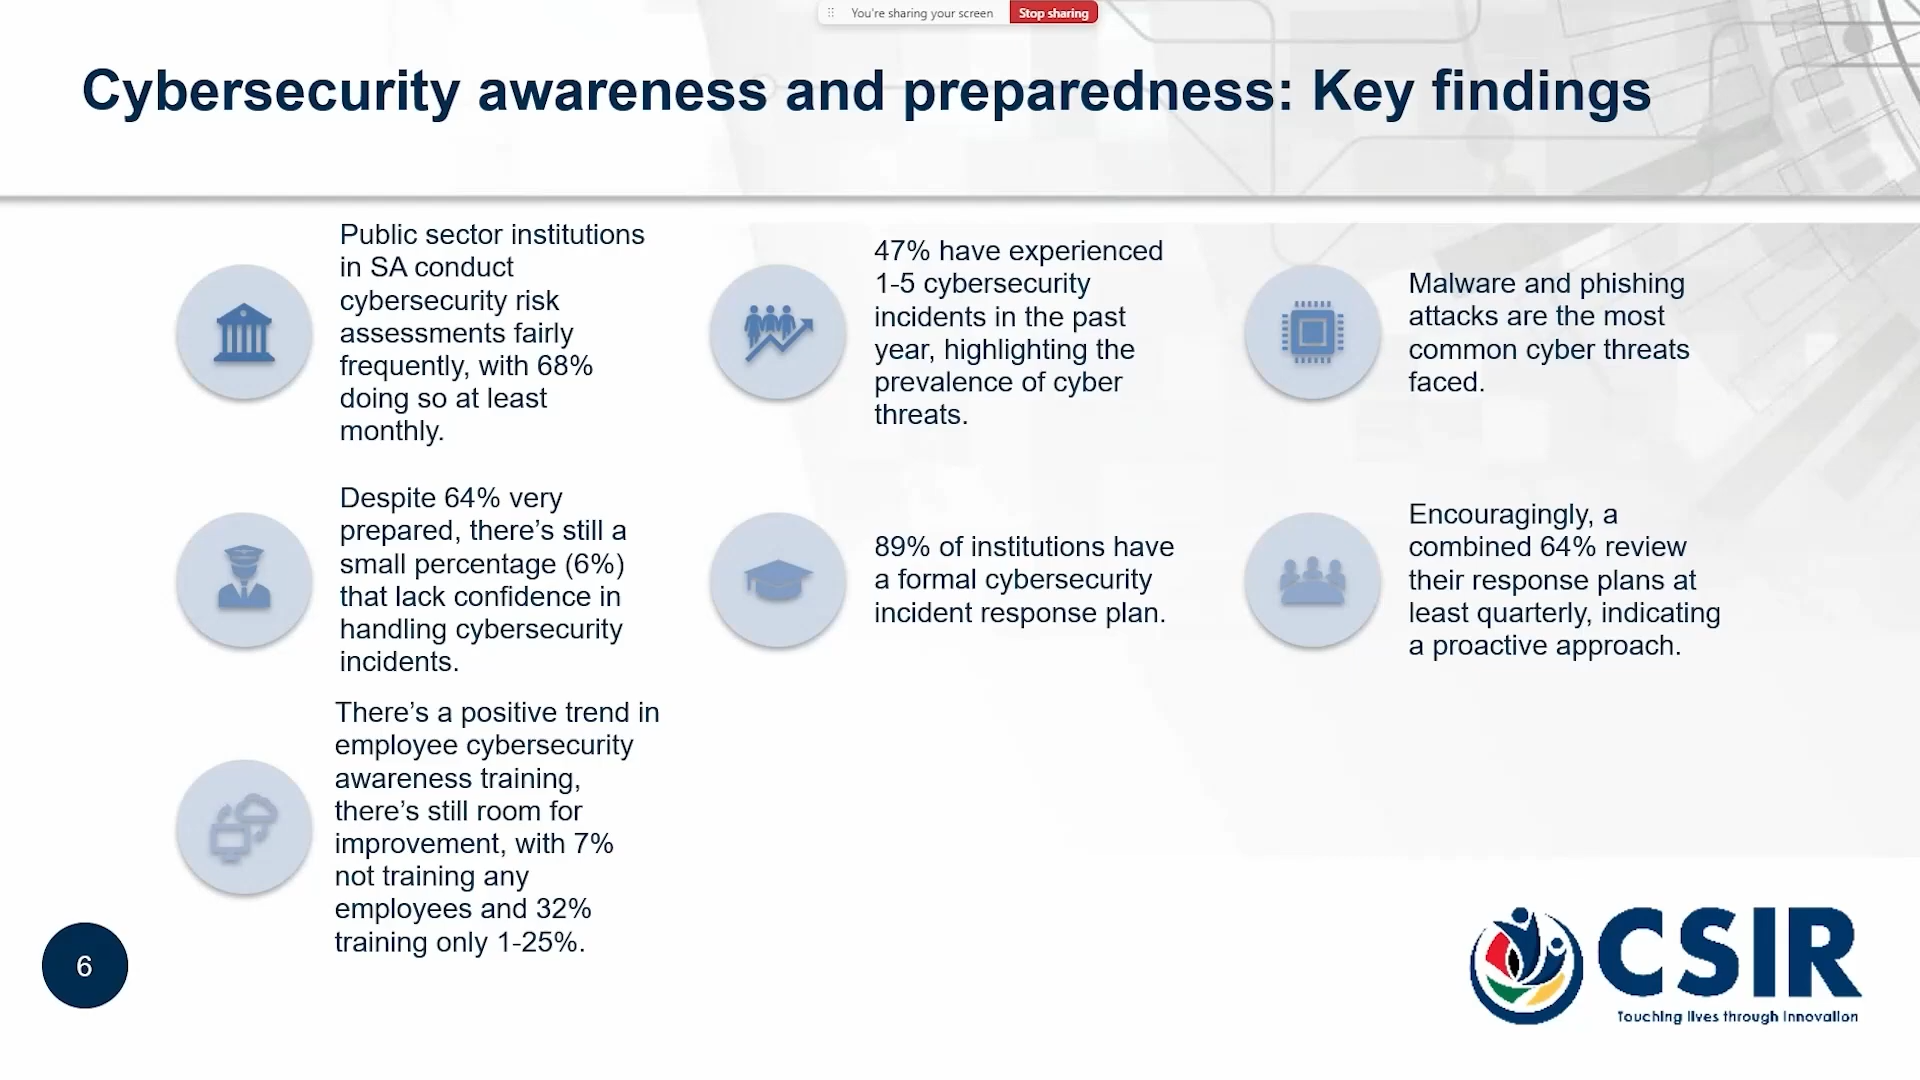 You're sharing your screen
Stop sharing
Cybersecurity awareness and preparedness: Key findings
Public sector institutions
in SA conduct
cybersecurity risk
assessments fairly
frequently, with 68%
doing so at least
monthly.
47% have experienced
1-5 cybersecurity
incidents in the past
year, highlighting the
prevalence of cyber
threats.
Malware and phishing
attacks are the most
common cyber threats
faced.
Despite 64% very
prepared, there’s still a
small percentage (6%)
that lack confidence in
handling cybersecurity
incidents.
89% of institutions have
a formal cybersecurity
incident response plan.
Encouragingly, a
combined 64% review
their response plans at
least quarterly, indicating
a proactive approach.
There’s a positive trend in
employee cybersecurity
awareness training,
there’s still room for
improvement, with 7%
not training any
employees and 32%
training only 1-25%.
6
CSIR
Touching lives through innovation